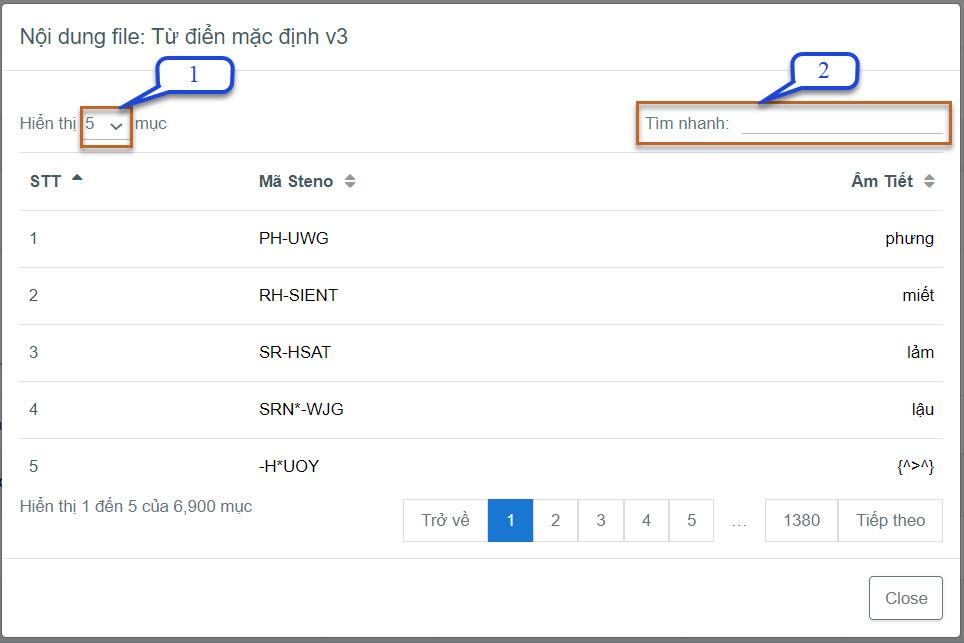 Nội dung file: Từ điển mặc định v3
1
2
Hiển thị 5 mục
Tìm nhanh:
STT Mã Steno Âm Tiết
1 PH-UWG phưng
2 RH-SIENT miết
3 SR-HSAT lảm
4 SRN*-WJG lậu
5 -H*UOY {^>^}
Hiển thị 1 đến 5 của 6,900 mục
Trở về 1 2 3 4 5 … 1380 Tiếp theo
Close